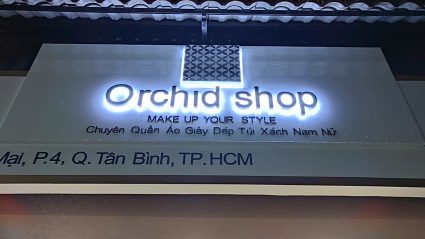 Orchid shop
MAKE UP YOUR STYLE
Chuyên Quần Áo Giày Dép Túi Xách Nam Nữ
Mai, P.4, Q. Tân Bình, TP. HCM